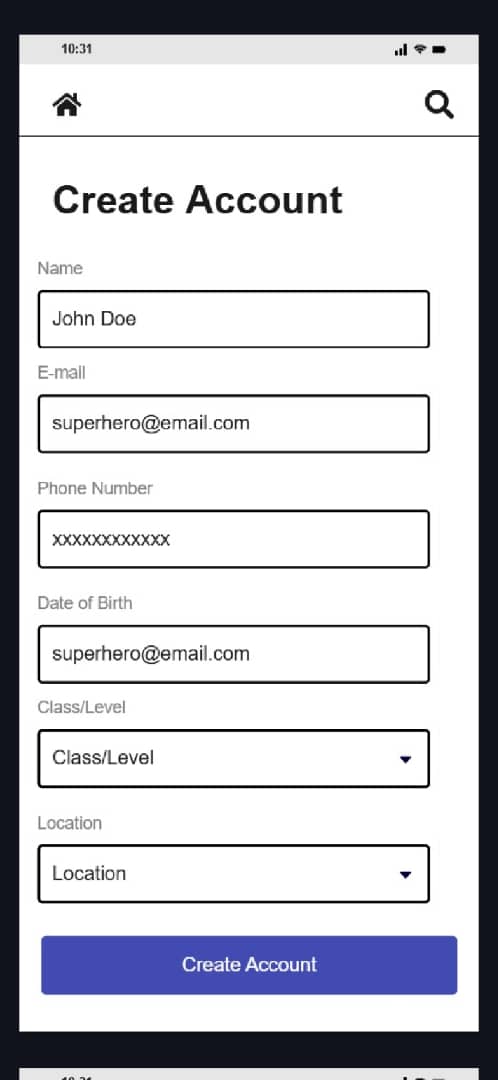 10:31
Create Account
Name
John Doe
E-mail
superhero@email.com
Phone Number
xxxxxxxxxxxx
Date of Birth
superhero@email.com
Class/Level
Class/Level
Location
Location
Create Account